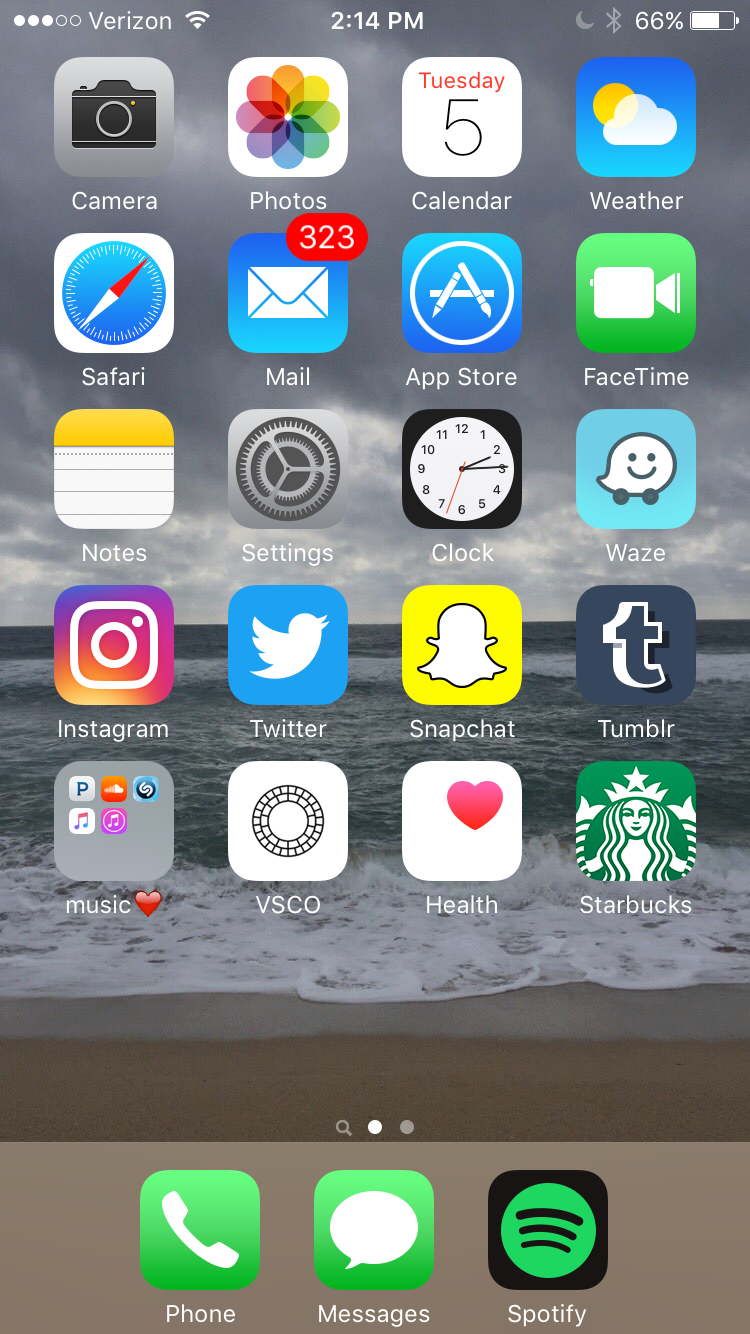 Verizon 2:14 PM 66%
Tuesday
5
Camera Photos Calendar Weather
323
Safari Mail App Store FaceTime
12
11 1
10 2
9 3
8 4
7 5
6
Notes Settings Clock Waze
t
Instagram Twitter Snapchat Tumblr
P
music❤️ VSCO Health Starbucks
Phone Messages Spotify